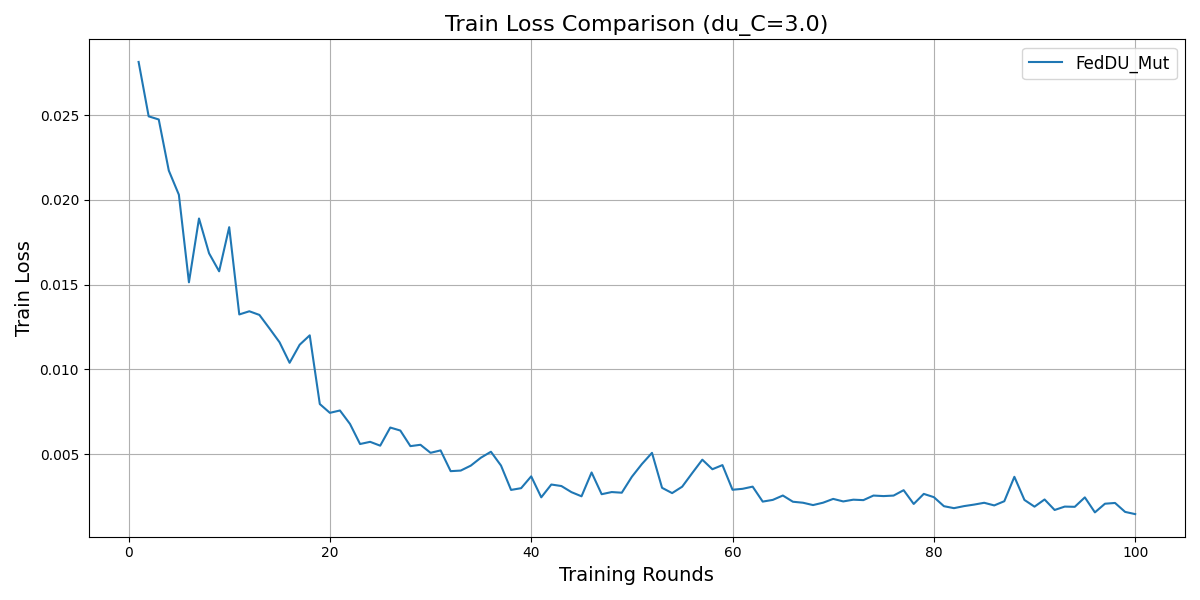 Train Loss Comparison (du_C=3.0)
FedDU_Mut
0.025
0.020
0.015
0.010
0.005
Train Loss
0 20 40 60 80 100
Training Rounds